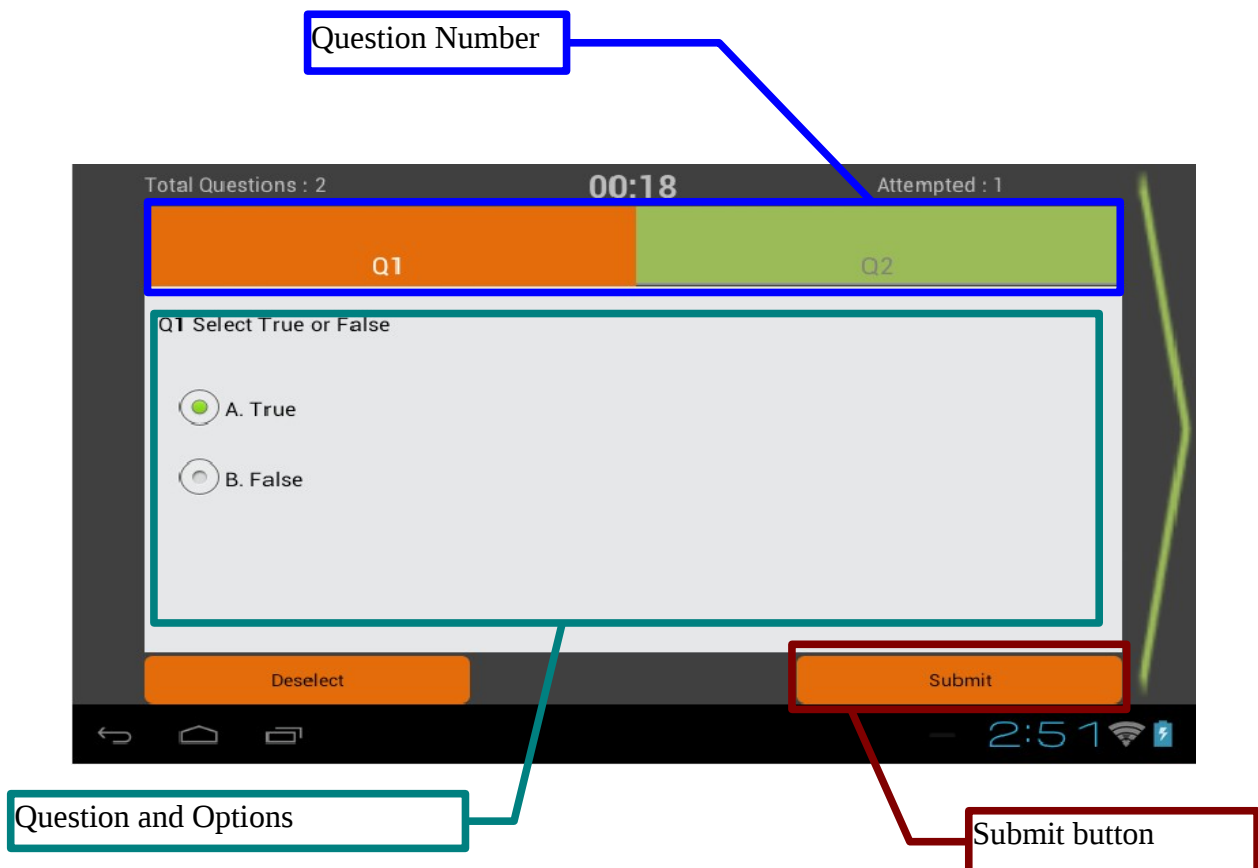 Question Number
Total Questions : 2
00:18
Attempted : 1
Q1
Q2
Q1 Select True or False
A. True
B. False
Deselect
Submit
2:51
Question and Options
Submit button